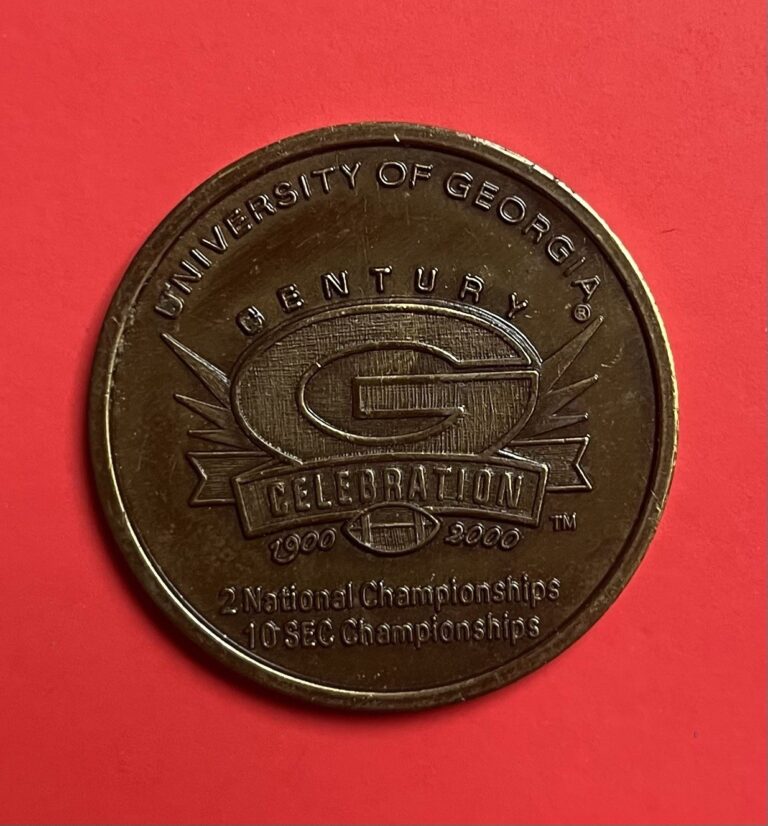 UNIVERSITY OF GEORGIA®
CENTURY
G
CELEBRATION
1900 2000 TM
2 National Championships
10 SEC Championships